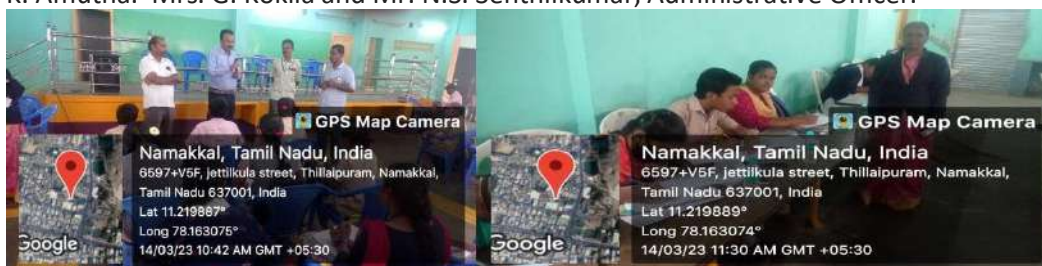 K. Amutha. Mrs. G. Kokila and Mr. N.S. Senthilkumar, Administrative Officer.
GPS Map Camera
Namakkal, Tamil Nadu, India
6597+V5F, jettilkula street, Thillaipuram, Namakkal,
Tamil Nadu 637001, India
Lat 11.219887°
Long 78.163075°
14/03/23 10:42 AM GMT +05:30
Google
GPS Map Camera
Namakkal, Tamil Nadu, India
6597+V5F, jettilkula street, Thillaipuram, Namakkal,
Tamil Nadu 637001, India
Lat 11.219889°
Long 78.163074°
14/03/23 11:30 AM GMT +05:30
Google